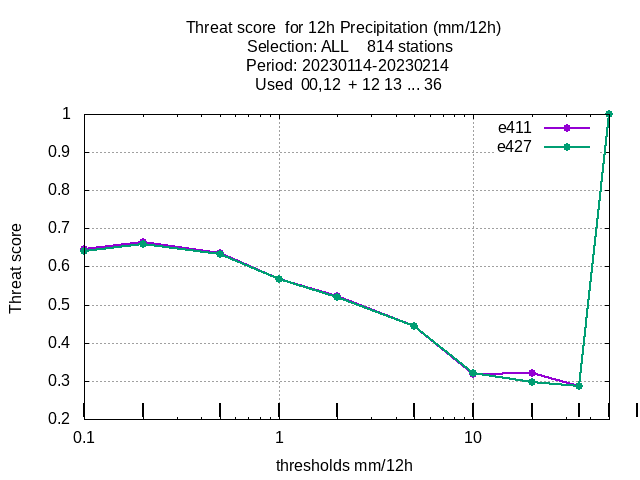 Threat score  for 12h Precipitation (mm/12h)
Selection: ALL    814 stations
Period: 20230114-20230214
Used  00,12  + 12 13 ... 36
e411
e427
1
0.9
0.8
0.7
0.6
0.5
0.4
0.3
0.2
Threat score
0.1
1
10
thresholds mm/12h